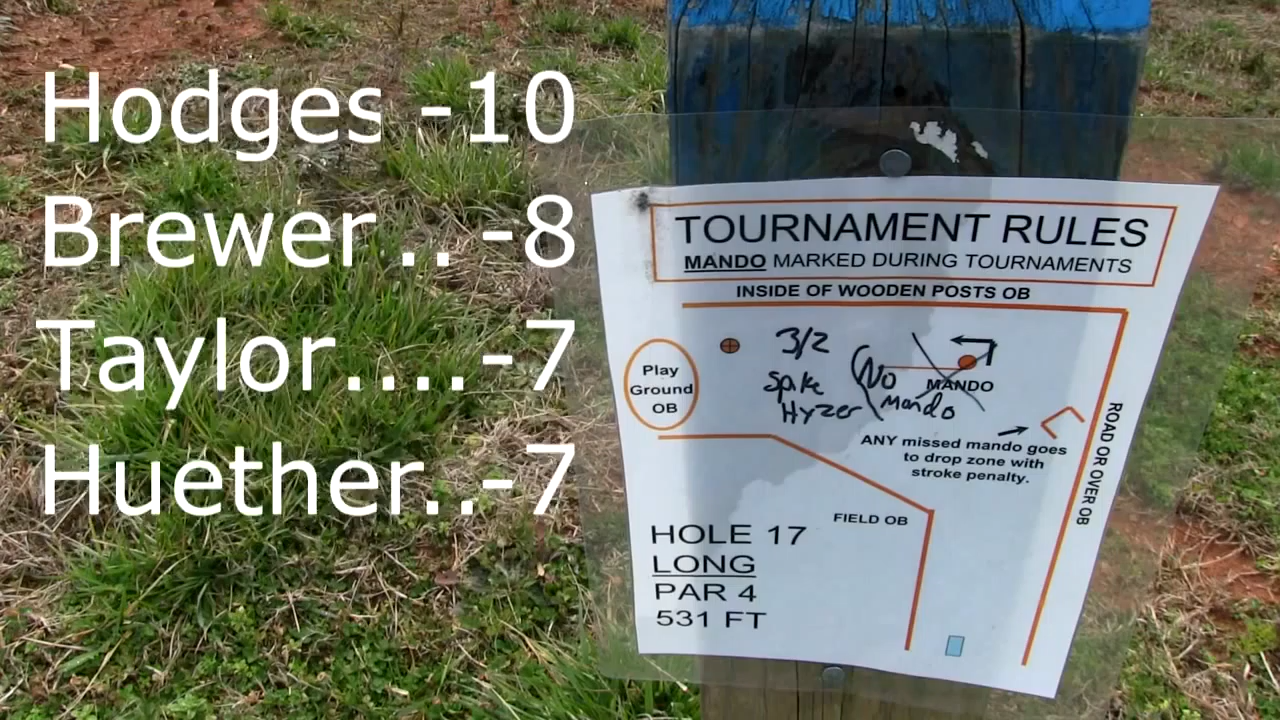 Hodges -10
Brewer.. -8
Taylor....-7
Huether..-7
TOURNAMENT RULES
MANDO MARKED DURING TOURNAMENTS
INSIDE OF WOODEN POSTS OB
Play
Ground
OB
3/2
Spike
Hyzer
(No
Mando
MANDO
ANY missed mando goes
to drop zone with
stroke penalty.
ROAD OR OVER OB
FIELD OB
HOLE 17
LONG
PAR 4
531 FT